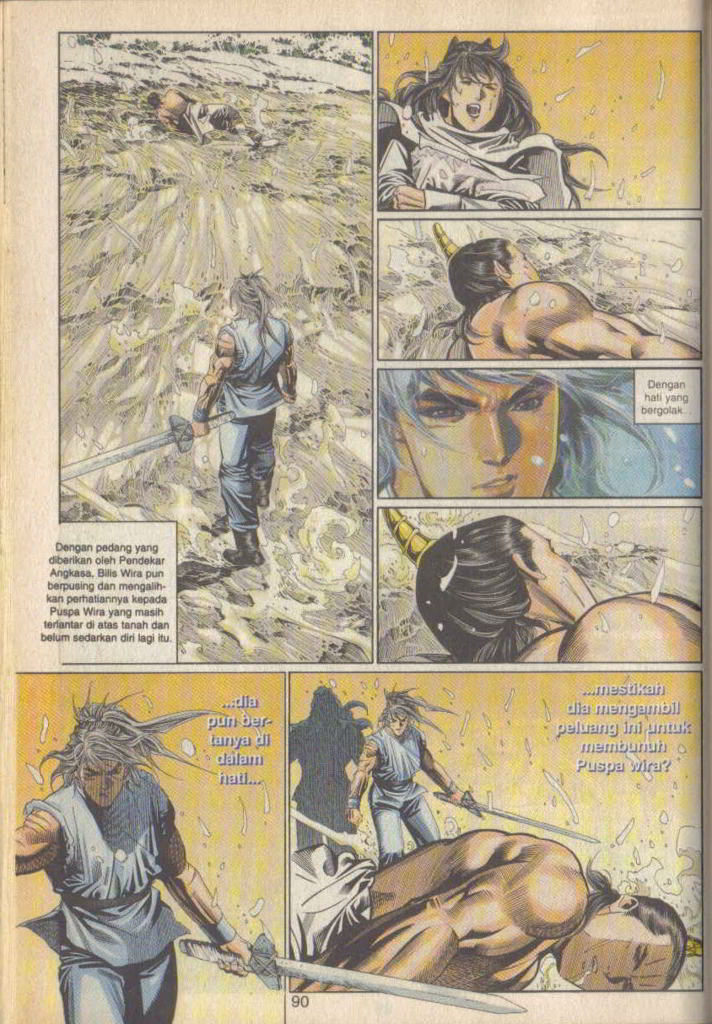 Dengan
hati yang
bergolak...
Dengan pedang yang
diberikan oleh Pendekar
Angkasa, Bilis Wira pun
berpusing dan mengalih-
kan perhatiannya kepada
Puspa Wira yang masih
terlantar di atas tanah dan
belum sedarkan diri lagi itu.
...dia
pun ber-
tanya di
dalam
hati...
...mestikah
dia mengambil
peluang ini untuk
membunuh
Puspa wira?
90